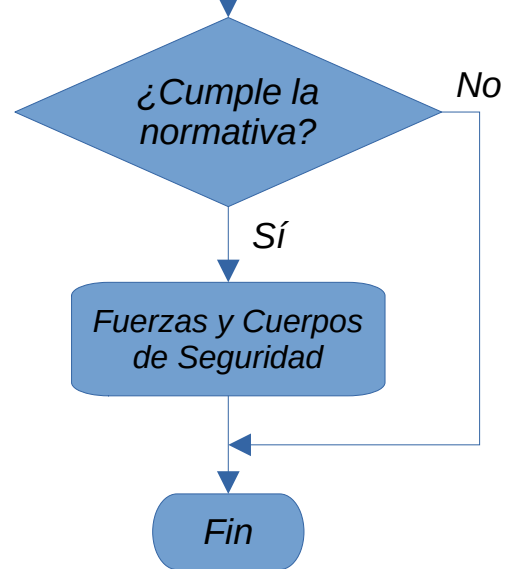 ¿Cumple la
normativa?
No
Sí
Fuerzas y Cuerpos
de Seguridad
Fin